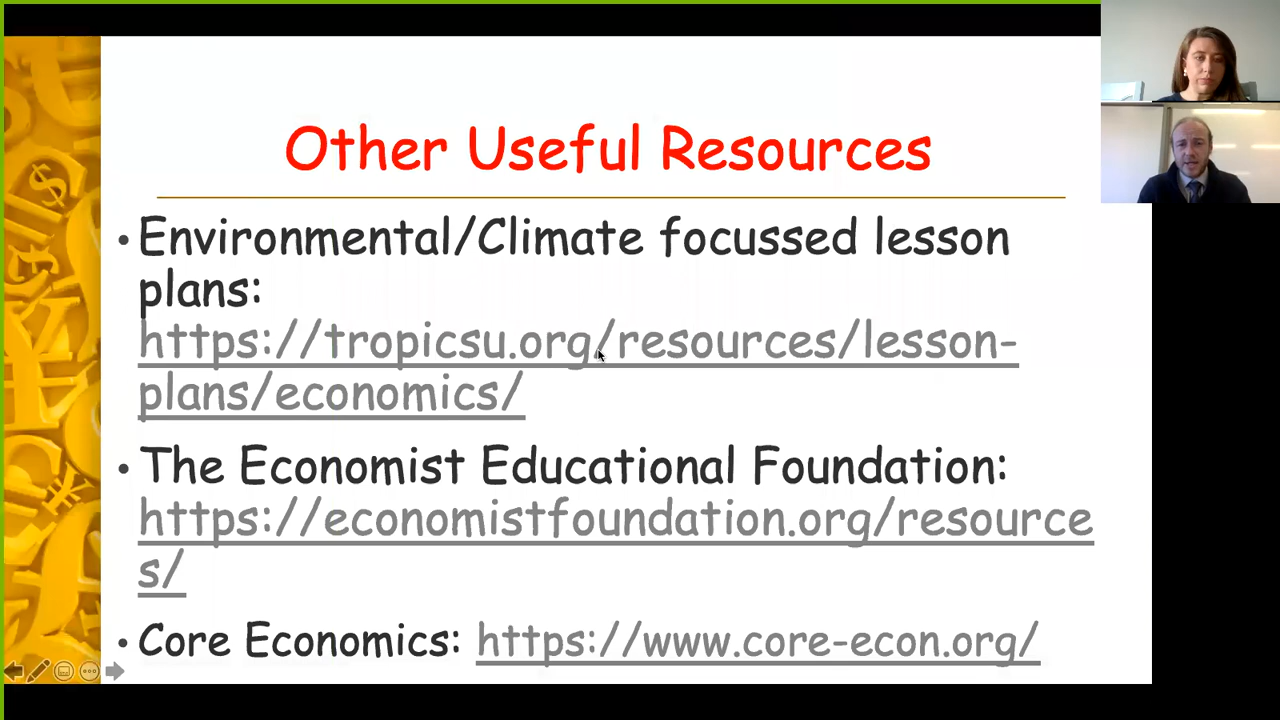 Other Useful Resources
• Environmental/Climate focussed lesson
plans:
https://tropicsu.org/resources/lesson-
plans/economics/
• The Economist Educational Foundation:
https://economistfoundation.org/resource
s/
• Core Economics: https://www.core-econ.org/